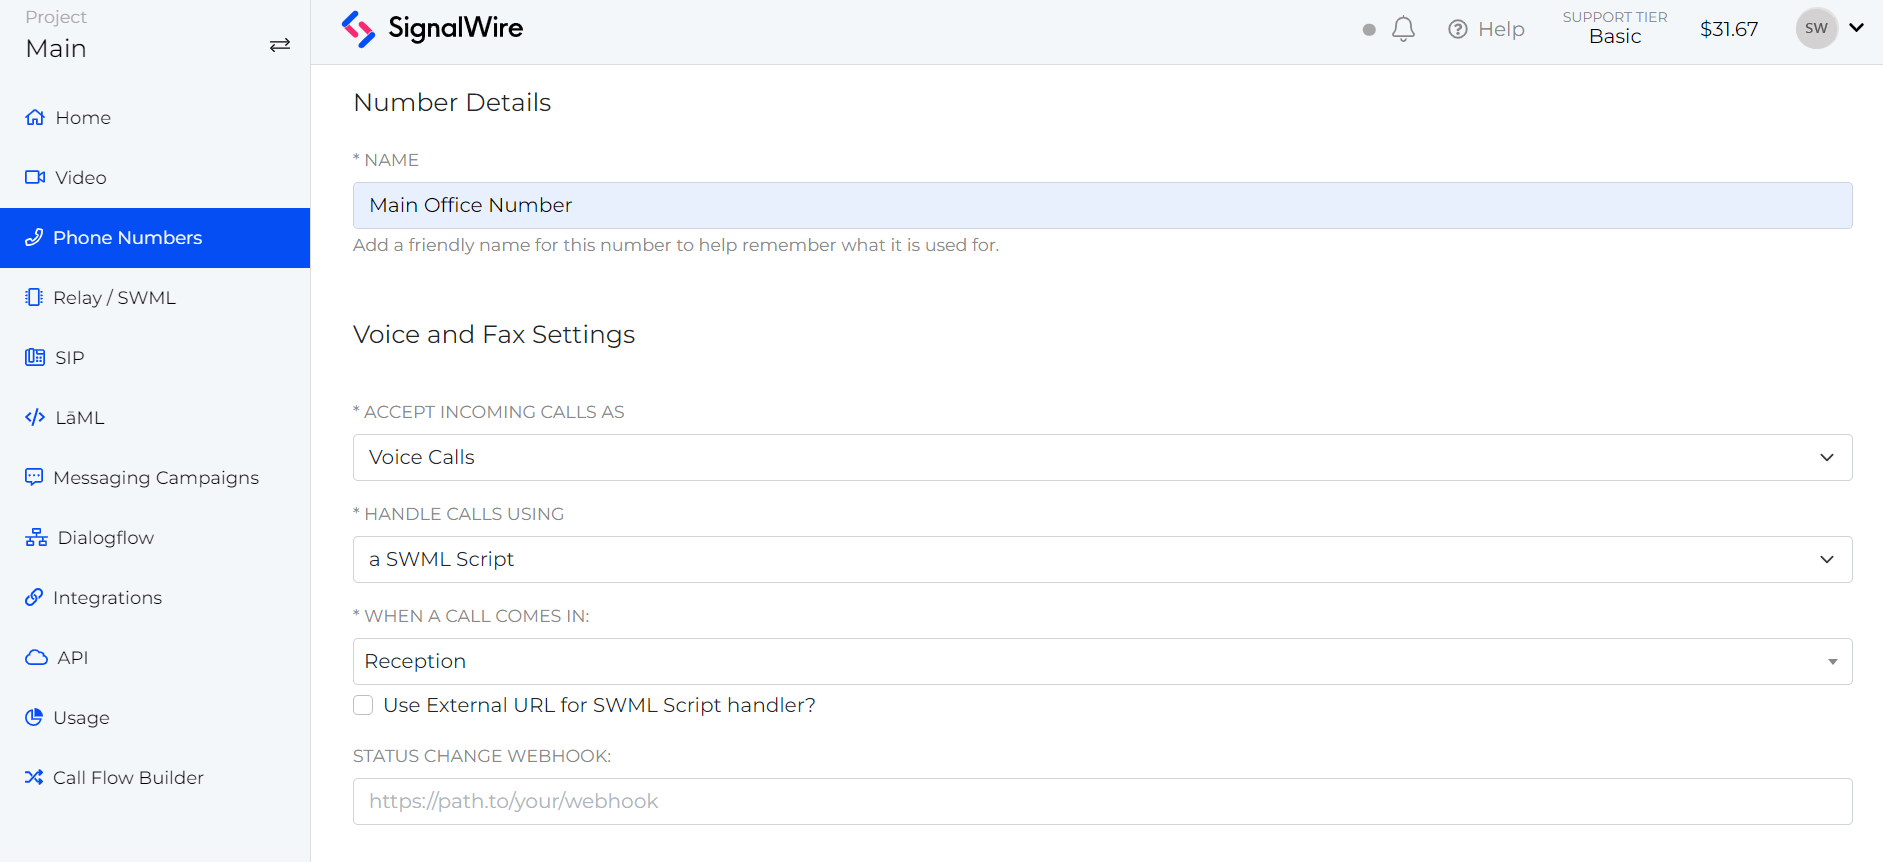 Project
Main
Home
Video
Phone Numbers
Relay / SWML
SIP
LāML
Messaging Campaigns
Dialogflow
Integrations
API
Usage
Call Flow Builder
SignalWire
Help
SUPPORT TIER
Basic
$31.67
SW
Number Details
* NAME
Main Office Number
Add a friendly name for this number to help remember what it is used for.
Voice and Fax Settings
* ACCEPT INCOMING CALLS AS
Voice Calls
* HANDLE CALLS USING
a SWML Script
* WHEN A CALL COMES IN:
Reception
Use External URL for SWML Script handler?
STATUS CHANGE WEBHOOK:
https://path.to/your/webhook